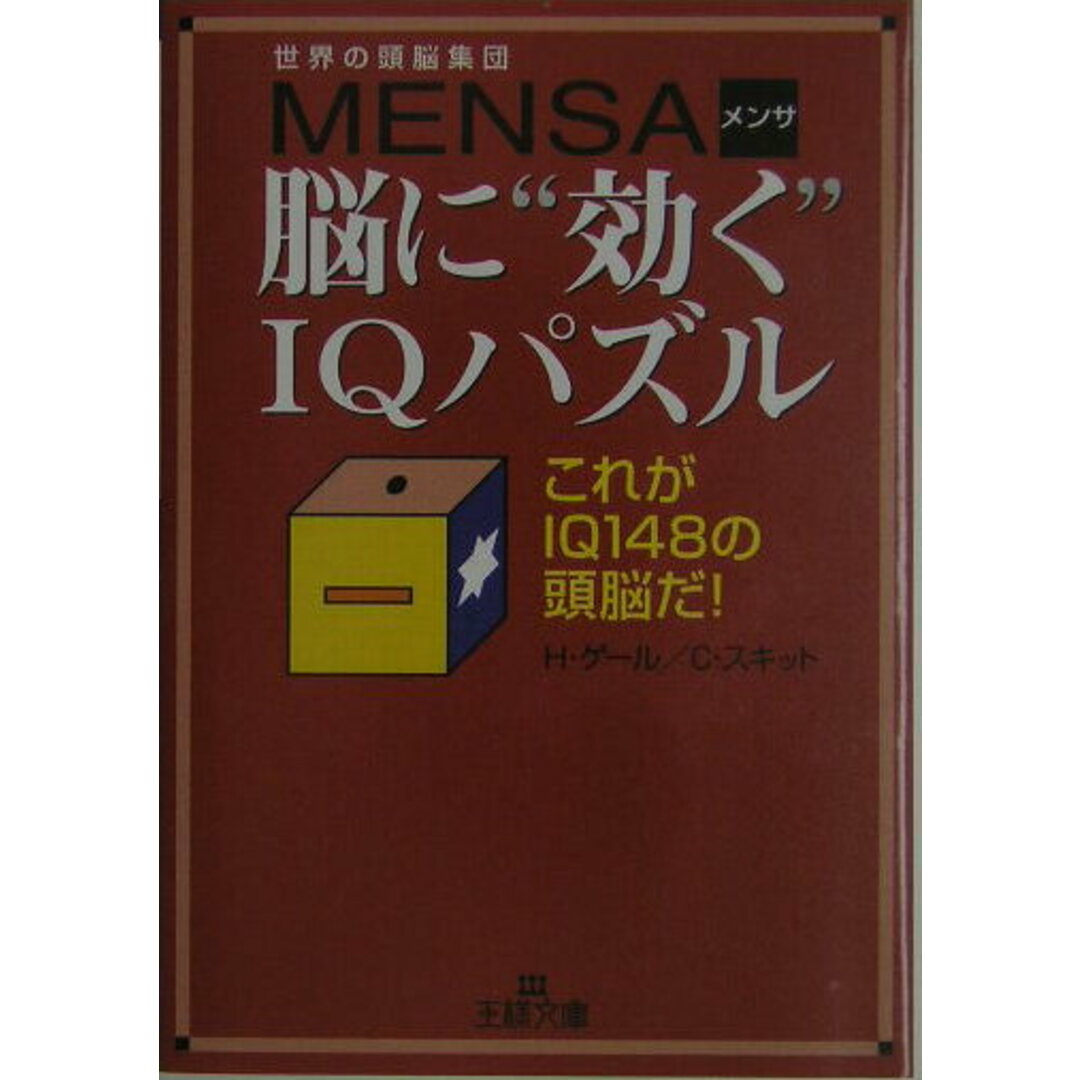 世界の頭脳集団
MENSA メンサ
脳に“効く”
IQパズル
これが
IQ148の
頭脳だ!
H・ゲール/C・スキット
王様文庫